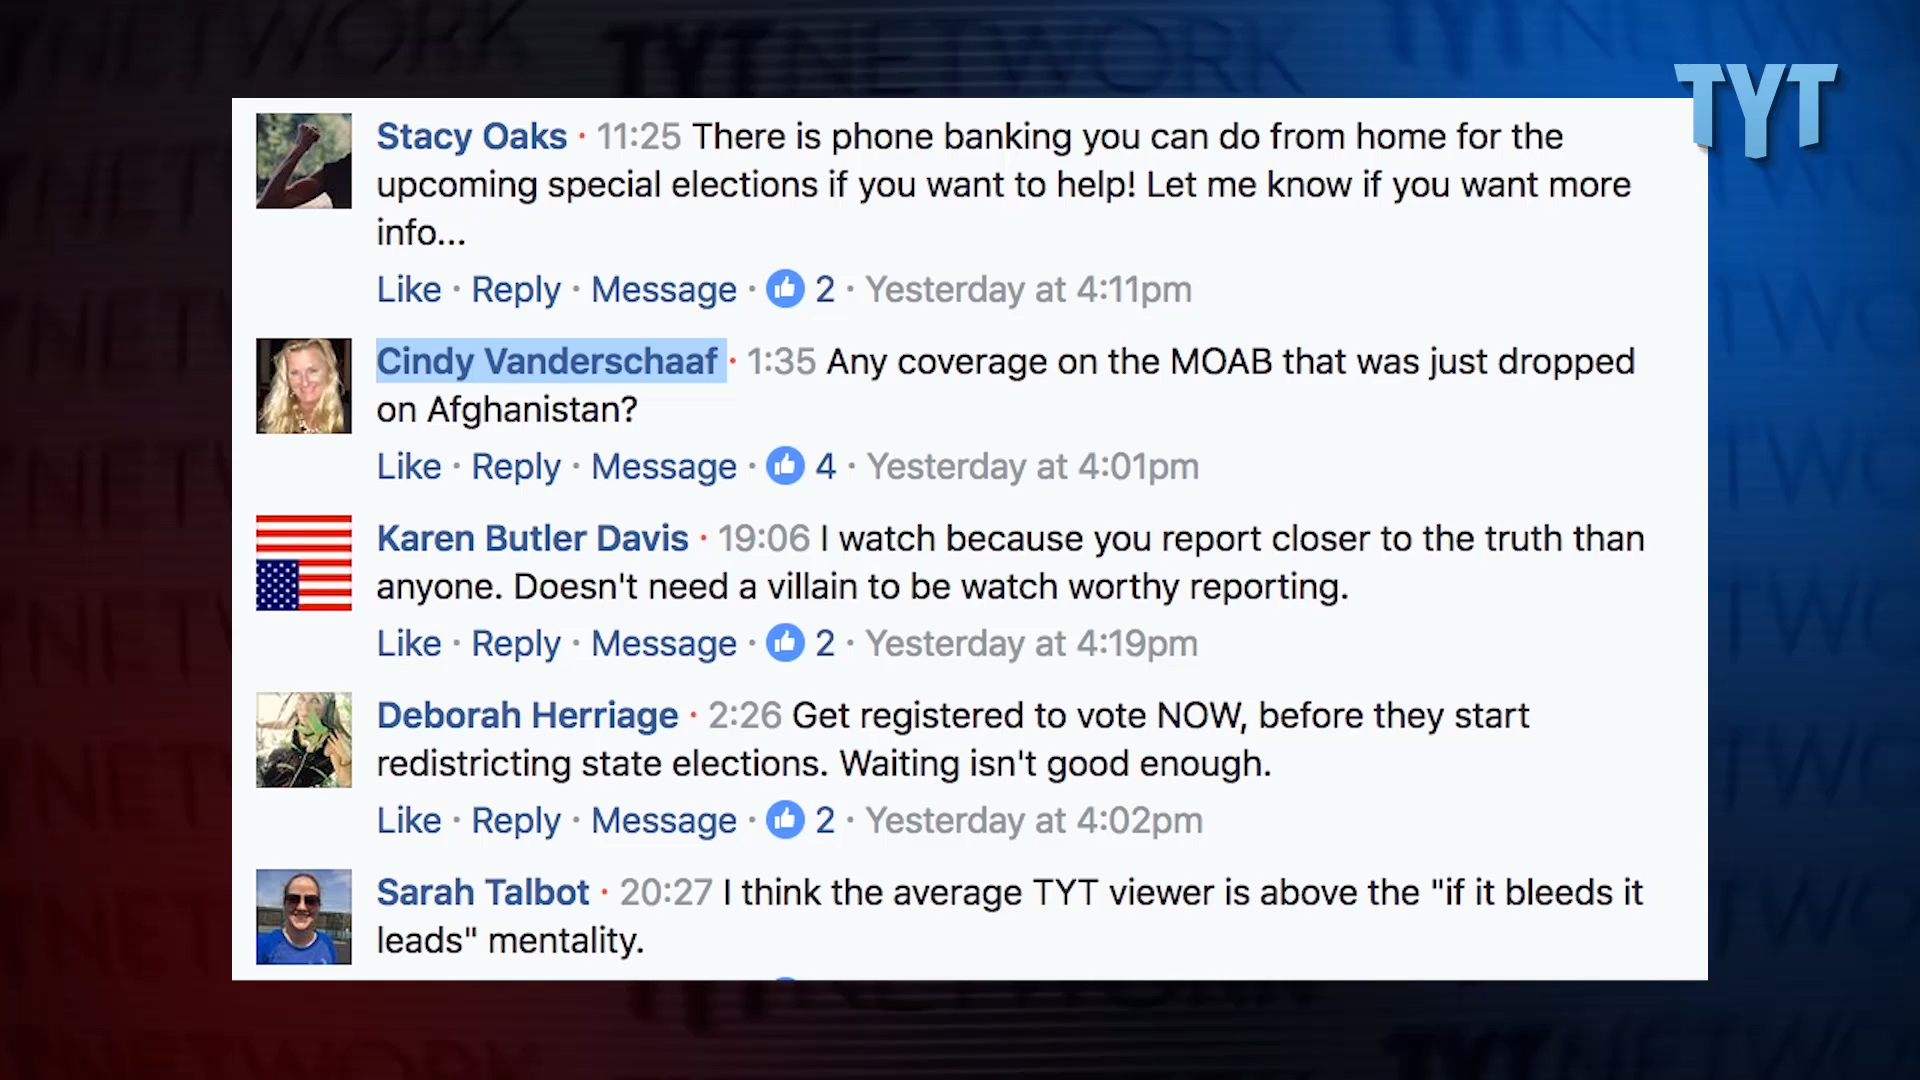 TYT NETWORK
TYT
Stacy Oaks · 11:25 There is phone banking you can do from home for the
upcoming special elections if you want to help! Let me know if you want more
info...
Like · Reply · Message · 2 · Yesterday at 4:11pm
Cindy Vanderschaaf · 1:35 Any coverage on the MOAB that was just dropped
on Afghanistan?
Like · Reply · Message · 4 · Yesterday at 4:01pm
Karen Butler Davis · 19:06 I watch because you report closer to the truth than
anyone. Doesn't need a villain to be watch worthy reporting.
Like · Reply · Message · 2 · Yesterday at 4:19pm
Deborah Herriage · 2:26 Get registered to vote NOW, before they start
redistricting state elections. Waiting isn't good enough.
Like · Reply · Message · 2 · Yesterday at 4:02pm
Sarah Talbot · 20:27 I think the average TYT viewer is above the "if it bleeds it
leads" mentality.